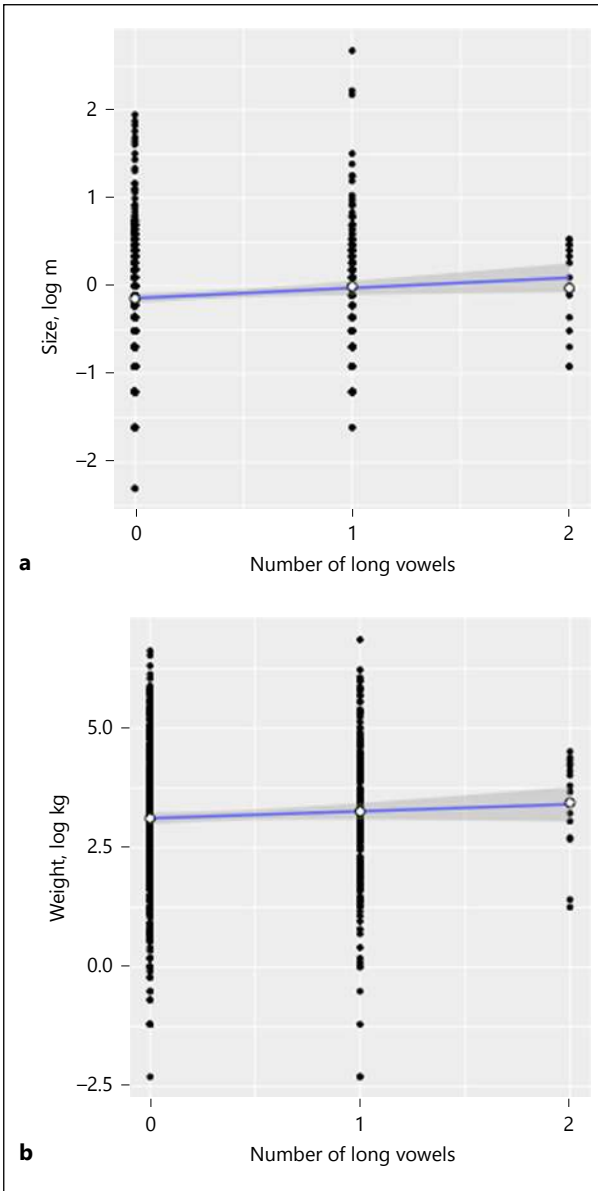 2
1
0
–1
–2
Size, log m
0 1 2
a
Number of long vowels
5.0
2.5
0.0
–2.5
Weight, log kg
0 1 2
b
Number of long vowels